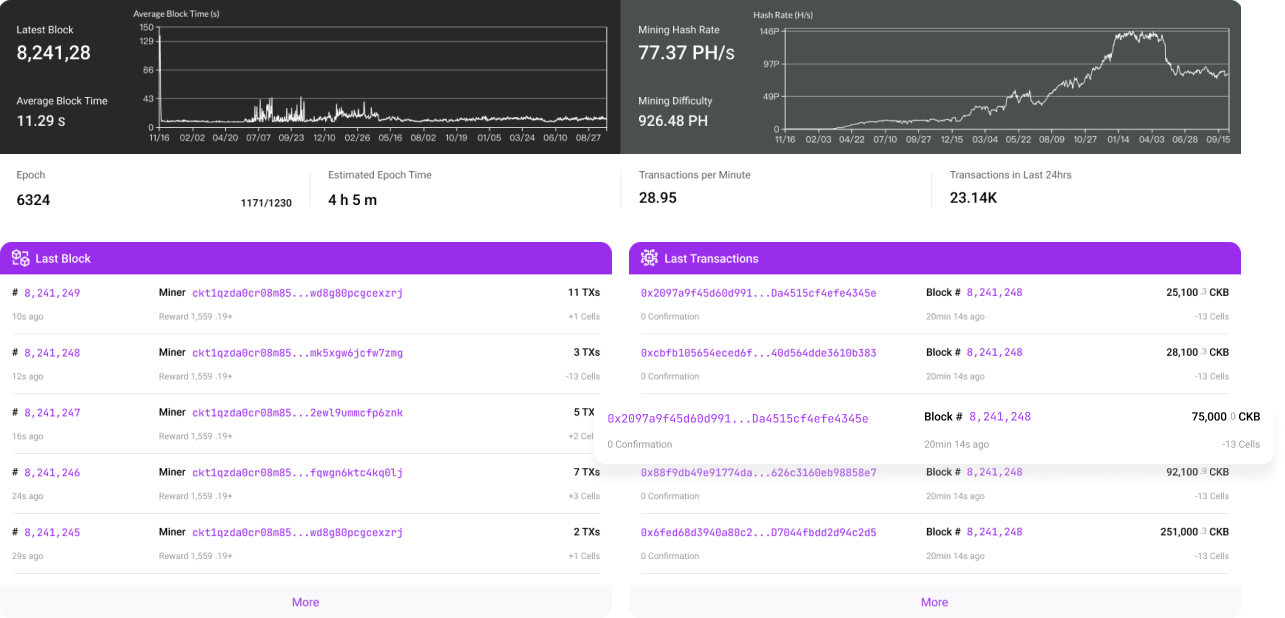 Average Block Time (s)
Latest Block
8,241,28
150
129
86
43
0
Average Block Time
11.29 s
11/16 02/02 04/20 07/07 09/23 12/10 02/26 05/16 08/02 10/19 01/05 03/24 06/10 08/27
Hash Rate (H/s)
Mining Hash Rate
77.37 PH/s
146P
97P
49P
0
Mining Difficulty
926.48 PH
11/16 02/03 04/22 07/10 09/27 12/15 03/04 05/22 08/09 10/27 01/14 04/03 06/28 09/15
Epoch
6324
1171/1230
Estimated Epoch Time
4 h 5 m
Transactions per Minute
28.95
Transactions in Last 24hrs
23.14K
Last Block
# 8,241,249 Miner ckt1qzda0cr08m85...wd8g80pcgcexzrj 11 TXs
10s ago Reward 1,559 .19+ +1 Cells
# 8,241,248 Miner ckt1qzda0cr08m85...mk5xgw6jcfw7zmg 3 TXs
12s ago Reward 1,559 .19+ -13 Cells
# 8,241,247 Miner ckt1qzda0cr08m85...2ewl9ummcfp6znk 5 TX
16s ago Reward 1,559 .19+ +2 Cell
# 8,241,246 Miner ckt1qzda0cr08m85...fqwgn6ktc4kq0lj 7 TXs
24s ago Reward 1,559 .19+ +3 Cells
# 8,241,245 Miner ckt1qzda0cr08m85...wd8g80pcgcexzrj 2 TXs
29s ago Reward 1,559 .19+ +1 Cells
More
Last Transactions
0x2097a9f45d60d991...Da4515cf4efe4345e Block # 8,241,248 25,100.3 CKB
0 Confirmation 20min 14s ago -13 Cells
0xcbfb105654eced6f...40d564dde3610b383 Block # 8,241,248 28,100.3 CKB
0 Confirmation 20min 14s ago -13 Cells
0x2097a9f45d60d991...Da4515cf4efe4345e Block # 8,241,248 75,000.0 CKB
0 Confirmation 20min 14s ago -13 Cells
0x88f9db49e91774da...626c3160eb98858e7 Block # 8,241,248 92,100.9 CKB
0 Confirmation 20min 14s ago -13 Cells
0x6fed68d3940a80c2...D7044fbdd2d94c2d5 Block # 8,241,248 251,000.3 CKB
0 Confirmation 20min 14s ago -13 Cells
More